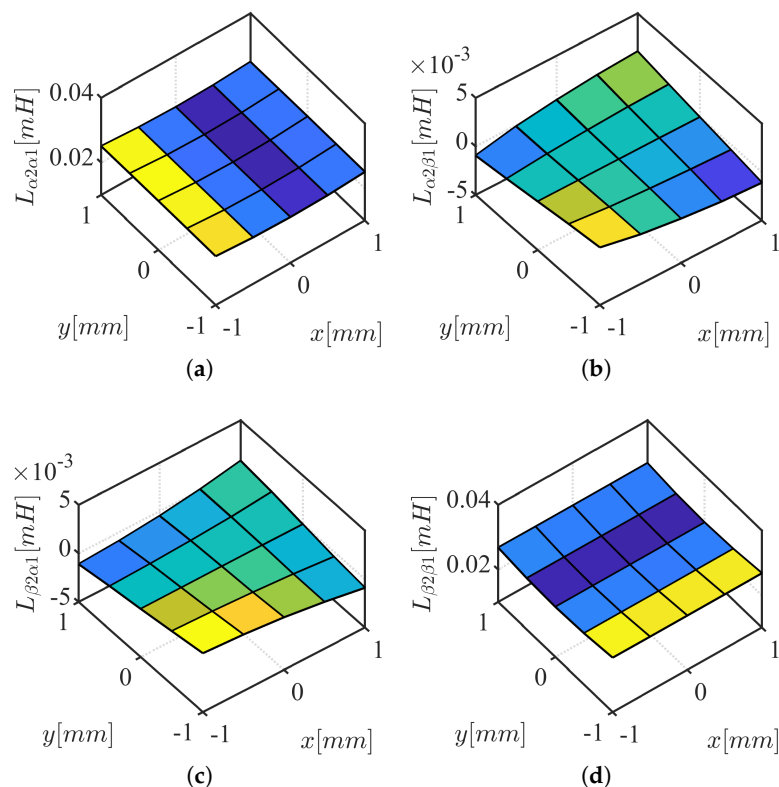 ×10⁻³
L_{α2α1}[mH]
0.04
0.02
1
0
-1
y[mm]
-1
0
1
x[mm]
(a)
L_{α2β1}[mH]
5
0
-5
1
0
-1
y[mm]
-1
0
1
x[mm]
(b)
×10⁻³
L_{β2α1}[mH]
5
0
-5
1
0
-1
y[mm]
-1
0
1
x[mm]
(c)
L_{β2β1}[mH]
0.04
0.02
1
0
-1
y[mm]
-1
0
1
x[mm]
(d)